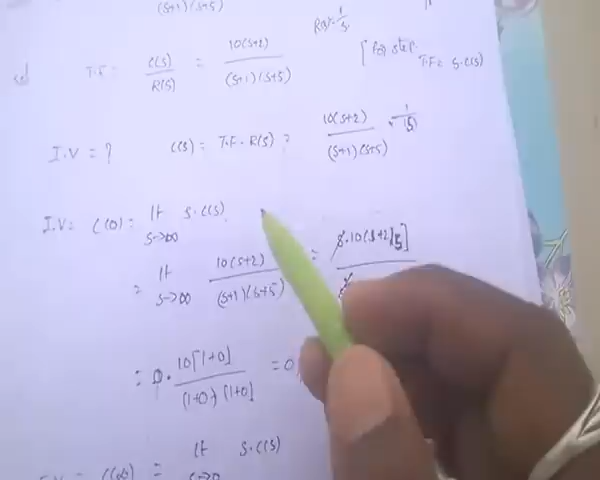 (S+1)(S+5)
R(S)= 1/S
sol T.F = C(S)/R(S) = 10(S+2)/(S+1)(S+5) [for step T.F = S.C(S)
I.V = ? C(S) = T.F . R(S) = 10(S+2)/(S+1)(S+5) × 1/(S)
I.V = C(0) = lt S→∞ S.C(S)
= lt S→∞ 10(S+2)/(S+1)(S+5) =
= 0. 10[1+0]/(1+0)(1+0] = 0
C(∞) = lt S→0 S.C(S)